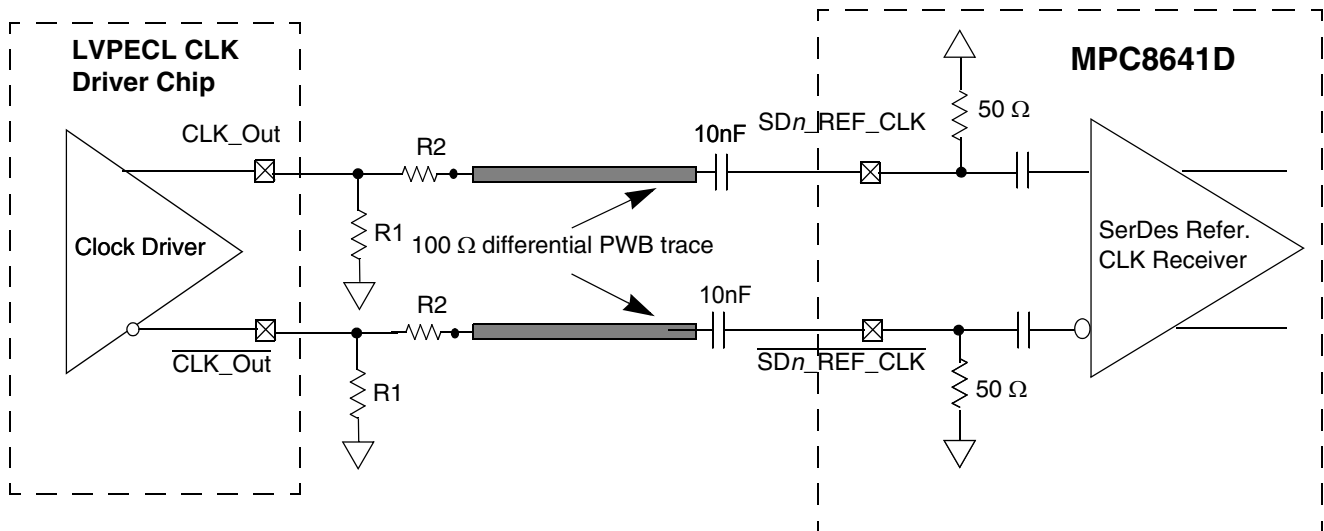 LVPECL CLK
Driver Chip
MPC8641D
CLK_Out
R2
10nF
SDn_REF_CLK
50 Ω
Clock Driver
R1
100 Ω differential PWB trace
SerDes Refer.
CLK Receiver
R2
10nF
CLK_Out
SDn_REF_CLK
R1
50 Ω